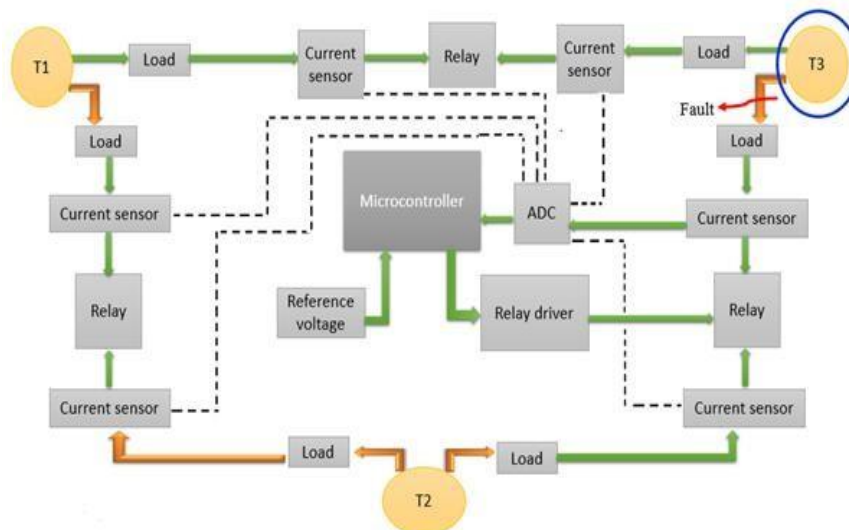 T1
Load
Current
sensor
Relay
Current
sensor
Load
T3
Fault
Load
Load
Current sensor
Microcontroller
ADC
Current sensor
Relay
Reference
voltage
Relay driver
Relay
Current sensor
Current sensor
Load
Load
T2